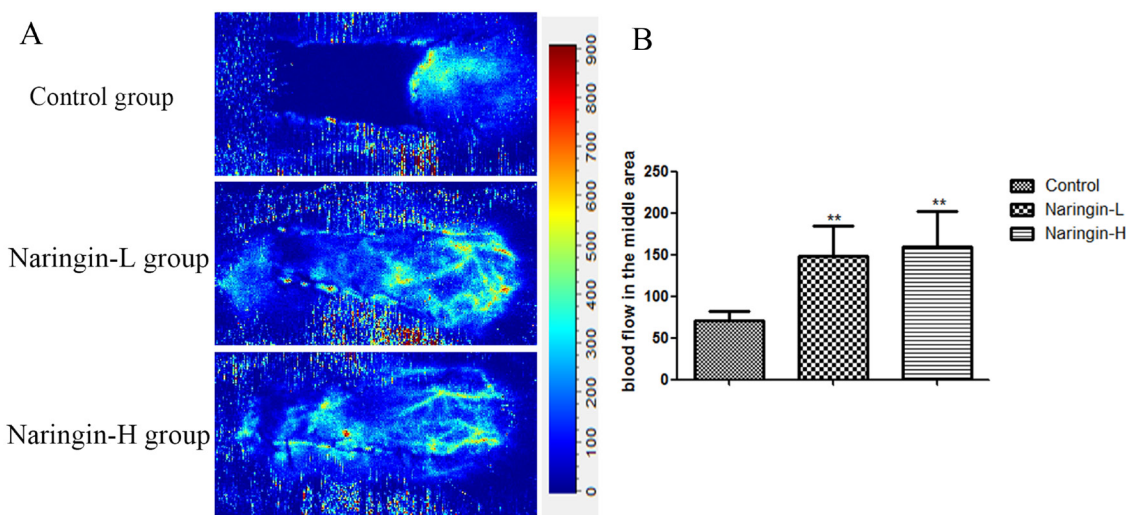 A
Control group
Naringin-L group
Naringin-H group
900
800
700
600
500
400
300
200
100
0
B
blood flow in the middle area
250
200
150
100
50
0
**
**
Control
Naringin-L
Naringin-H